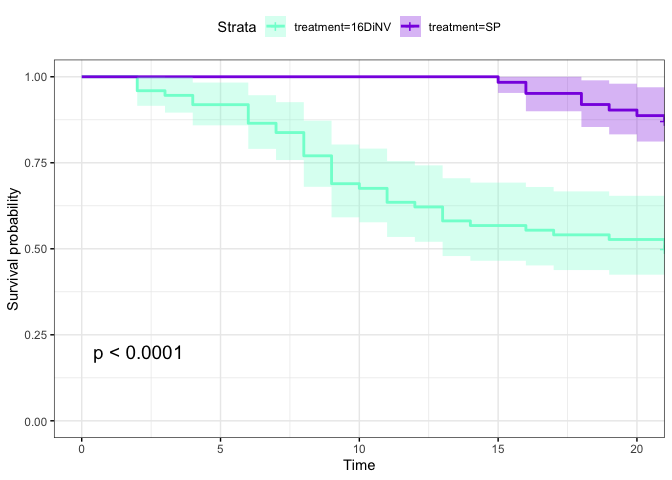 Strata treatment=16DiNV treatment=SP
1.00
0.75
0.50
0.25
0.00
Survival probability
p < 0.0001
0 5 10 15 20
Time